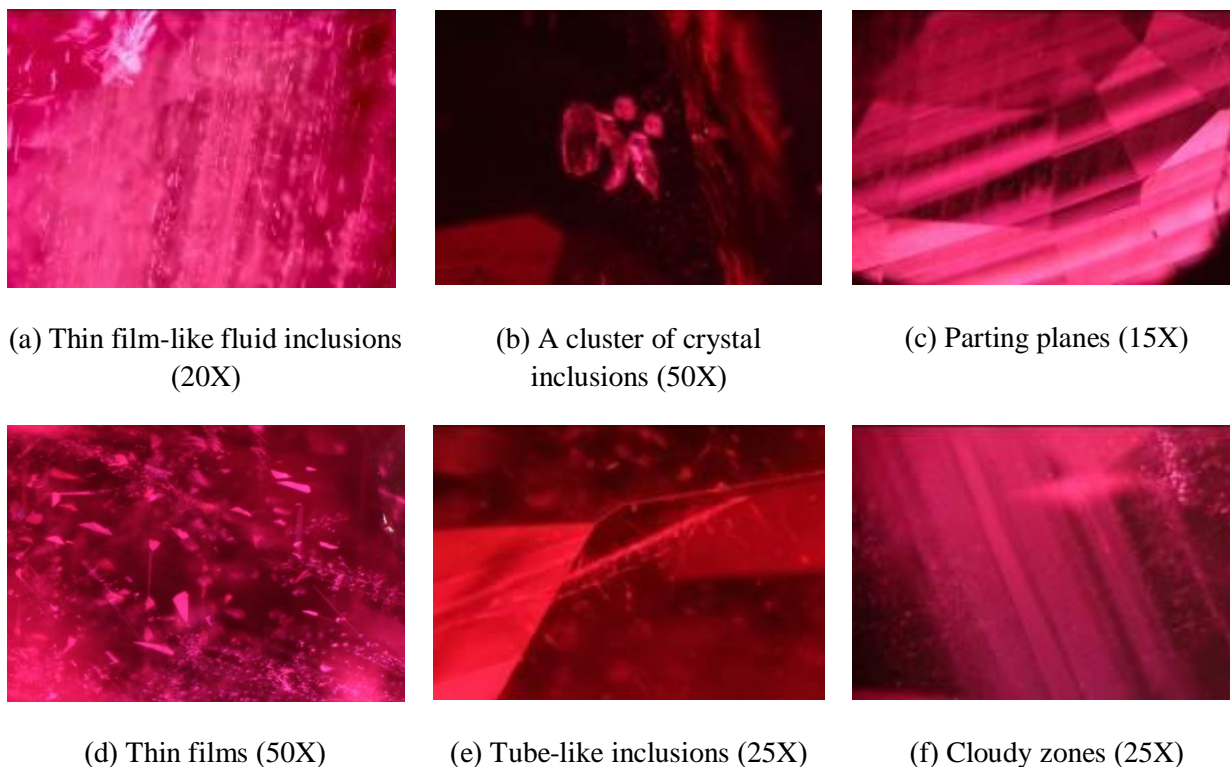 (a) Thin film-like fluid inclusions
(20X)
(b) A cluster of crystal
inclusions (50X)
(c) Parting planes (15X)
(d) Thin films (50X)
(e) Tube-like inclusions (25X)
(f) Cloudy zones (25X)